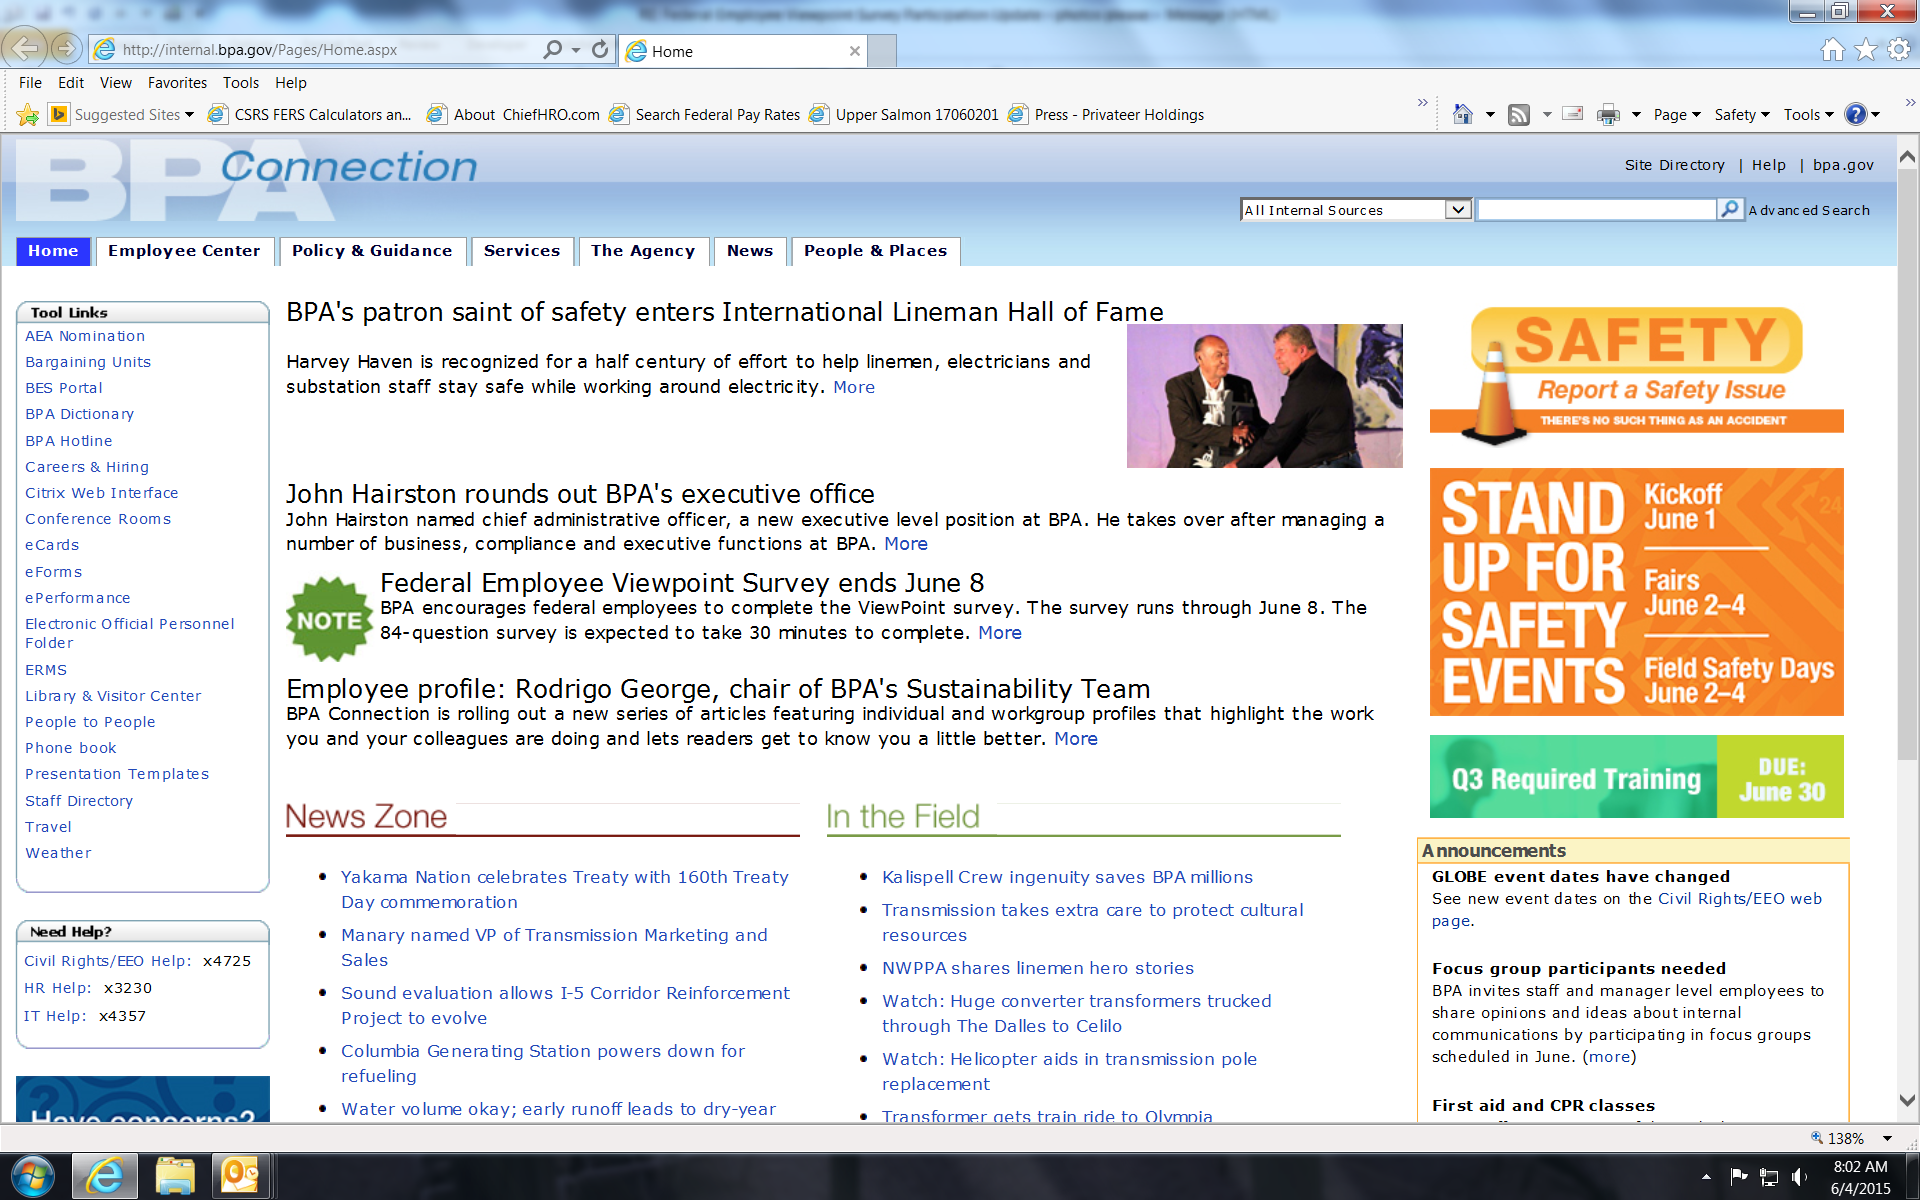 RE: Federal Employee Viewpoint Survey Participation Update - photos please - Message (HTML)
http://internal.bpa.gov/Pages/Home.aspx
Home
File Edit View Favorites Tools Help
Suggested Sites
CSRS FERS Calculators an...
About ChiefHRO.com
Search Federal Pay Rates
Upper Salmon 17060201
Press - Privateer Holdings
Page Safety Tools
BPA Connection
Site Directory | Help | bpa.gov
All Internal Sources
Advanced Search
Home
Employee Center
Policy & Guidance
Services
The Agency
News
People & Places
Tool Links
AEA Nomination
Bargaining Units
BES Portal
BPA Dictionary
BPA Hotline
Careers & Hiring
Citrix Web Interface
Conference Rooms
eCards
eForms
ePerformance
Electronic Official Personnel
Folder
ERMS
Library & Visitor Center
People to People
Phone book
Presentation Templates
Staff Directory
Travel
Weather
Need Help?
Civil Rights/EEO Help: x4725
HR Help: x3230
IT Help: x4357
Have concerns?
BPA's patron saint of safety enters International Lineman Hall of Fame
Harvey Haven is recognized for a half century of effort to help linemen, electricians and
substation staff stay safe while working around electricity. More
John Hairston rounds out BPA's executive office
John Hairston named chief administrative officer, a new executive level position at BPA. He takes over after managing a
number of business, compliance and executive functions at BPA. More
NOTE
Federal Employee Viewpoint Survey ends June 8
BPA encourages federal employees to complete the ViewPoint survey. The survey runs through June 8. The
84-question survey is expected to take 30 minutes to complete. More
Employee profile: Rodrigo George, chair of BPA's Sustainability Team
BPA Connection is rolling out a new series of articles featuring individual and workgroup profiles that highlight the work
you and your colleagues are doing and lets readers get to know you a little better. More
News Zone
Yakama Nation celebrates Treaty with 160th Treaty
Day commemoration
Manary named VP of Transmission Marketing and
Sales
Sound evaluation allows I-5 Corridor Reinforcement
Project to evolve
Columbia Generating Station powers down for
refueling
Water volume okay; early runoff leads to dry-year
In the Field
Kalispell Crew ingenuity saves BPA millions
Transmission takes extra care to protect cultural
resources
NWPPA shares linemen hero stories
Watch: Huge converter transformers trucked
through The Dalles to Celilo
Watch: Helicopter aids in transmission pole
replacement
Transformer gets train ride to Olympia
SAFETY
Report a Safety Issue
THERE'S NO SUCH THING AS AN ACCIDENT
STAND
UP FOR
SAFETY
EVENTS
Kickoff
June 1
Fairs
June 2–4
Field Safety Days
June 2–4
24
Q3 Required Training
DUE:
June 30
Announcements
GLOBE event dates have changed
See new event dates on the Civil Rights/EEO web
page.
Focus group participants needed
BPA invites staff and manager level employees to
share opinions and ideas about internal
communications by participating in focus groups
scheduled in June. (more)
First aid and CPR classes
138%
8:02 AM
6/4/2015